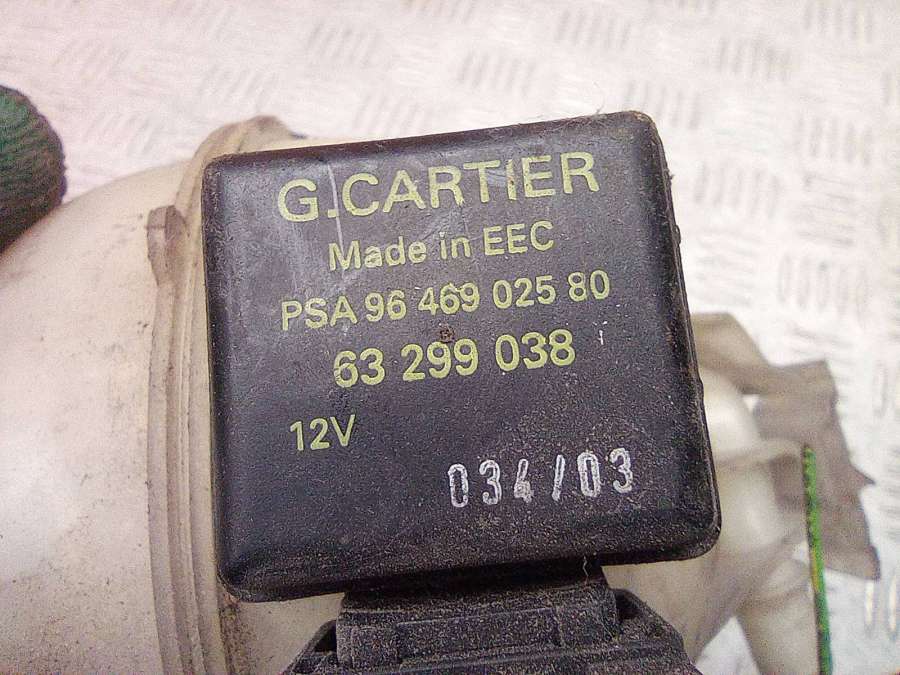 G.CARTIER
Made in EEC
PSA 96 469 025 80
63 299 038
12V
034/03